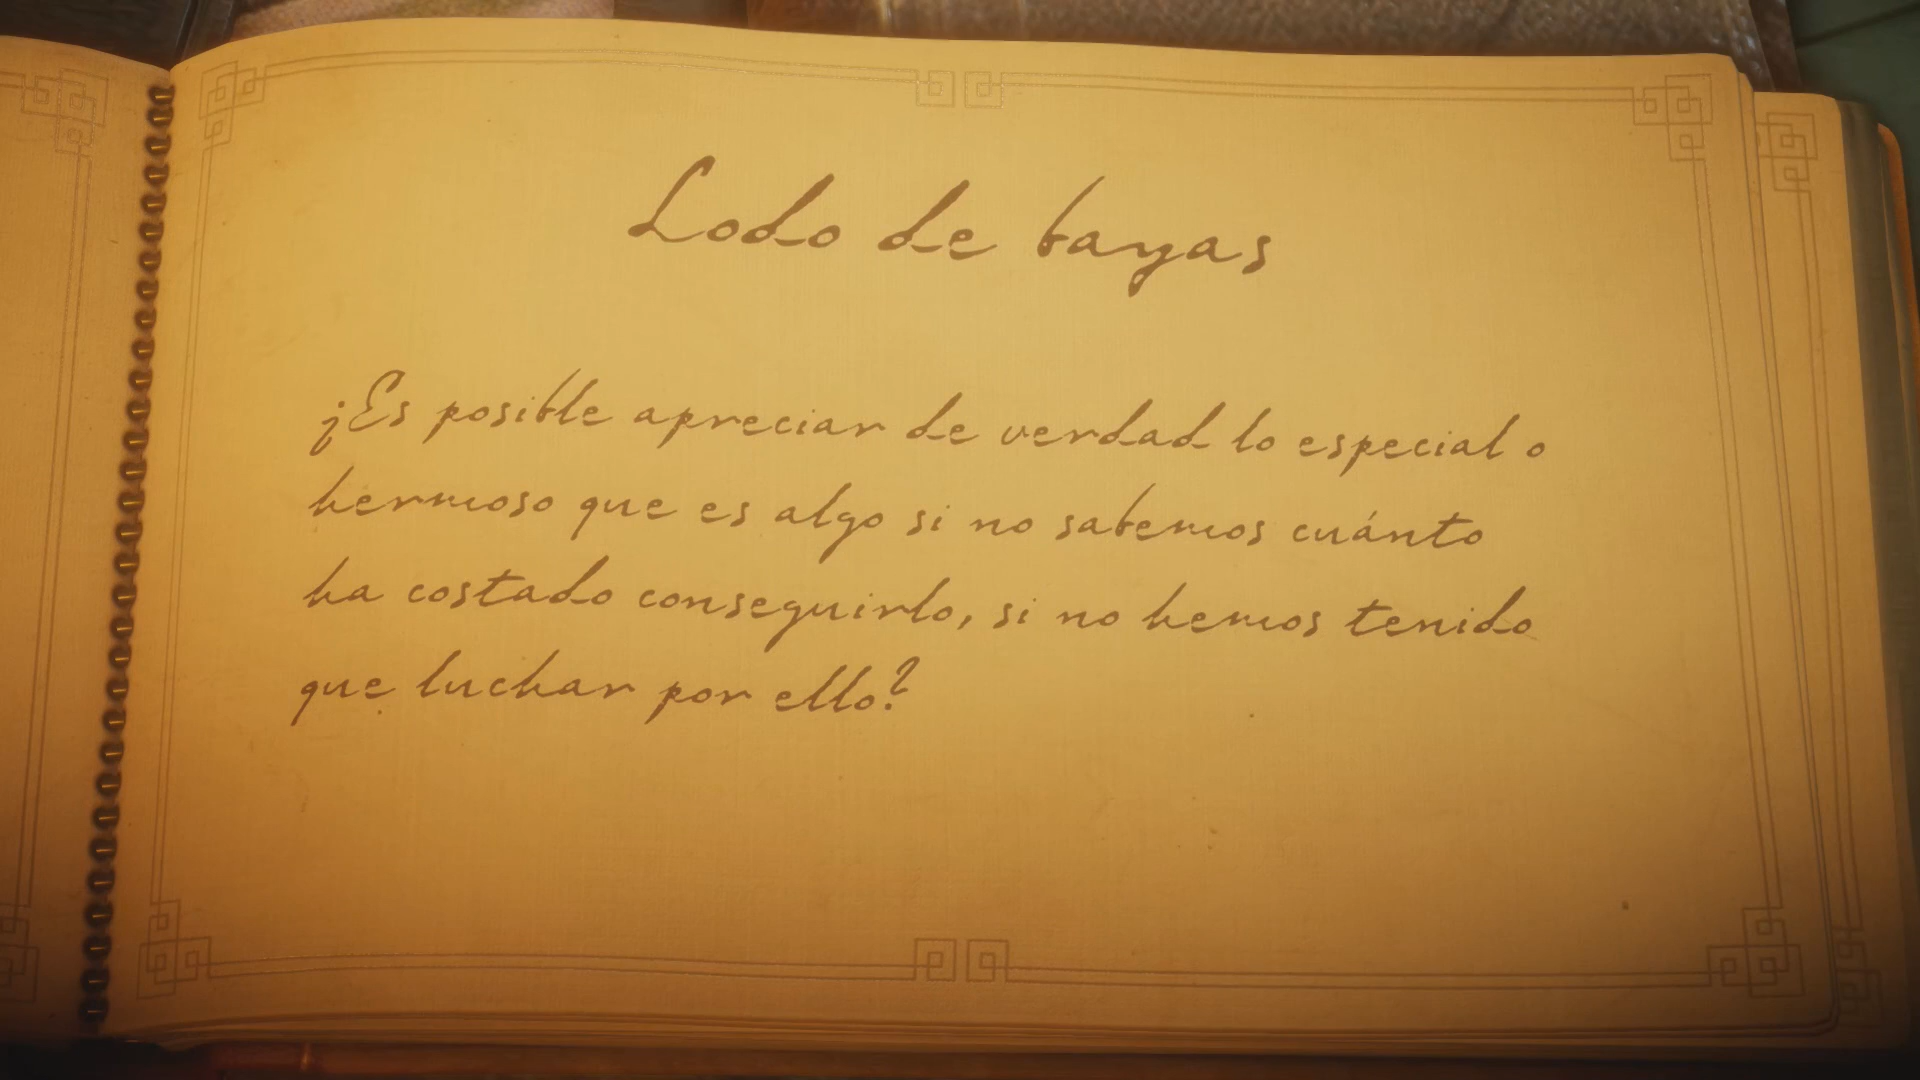 Lodo de bayas
¿Es posible apreciar de verdad lo especial o
hermoso que es algo si no sabemos cuánto
ha costado conseguirlo, si no hemos tenido
que luchar por ello?